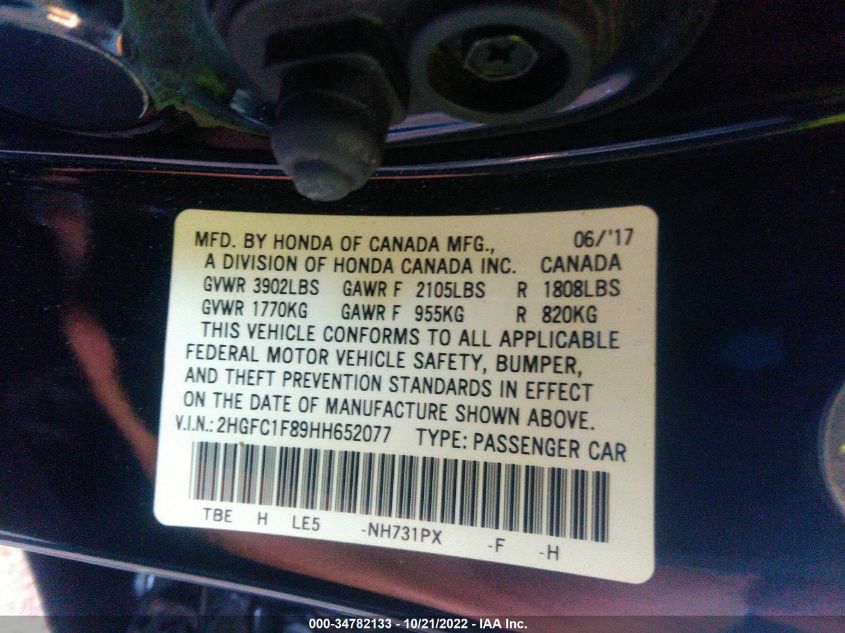 MFD. BY HONDA OF CANADA MFG., 06/'17
A DIVISION OF HONDA CANADA INC. CANADA
GVWR 3902LBS GAWR F 2105LBS R 1808LBS
GVWR 1770KG GAWR F 955KG R 820KG
THIS VEHICLE CONFORMS TO ALL APPLICABLE
FEDERAL MOTOR VEHICLE SAFETY, BUMPER,
AND THEFT PREVENTION STANDARDS IN EFFECT
ON THE DATE OF MANUFACTURE SHOWN ABOVE.
V.I.N.: 2HGFC1F89HH652077 TYPE: PASSENGER CAR
TBE H LE5 -NH731PX -F -H
000-34782133 - 10/21/2022 - IAA Inc.